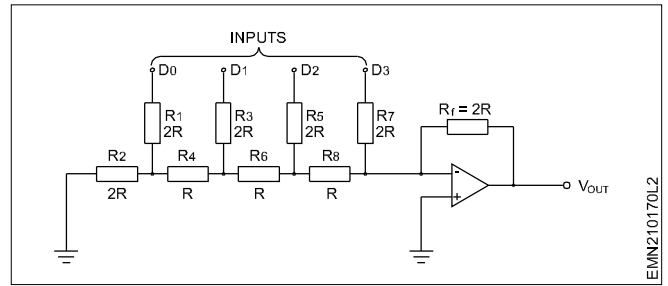 INPUTS
D0 D1 D2 D3
R1 2R R3 2R R5 2R R7 2R Rf = 2R
R2 R4 R6 R8
2R R R R
-
+
VOUT
EMN210170L2